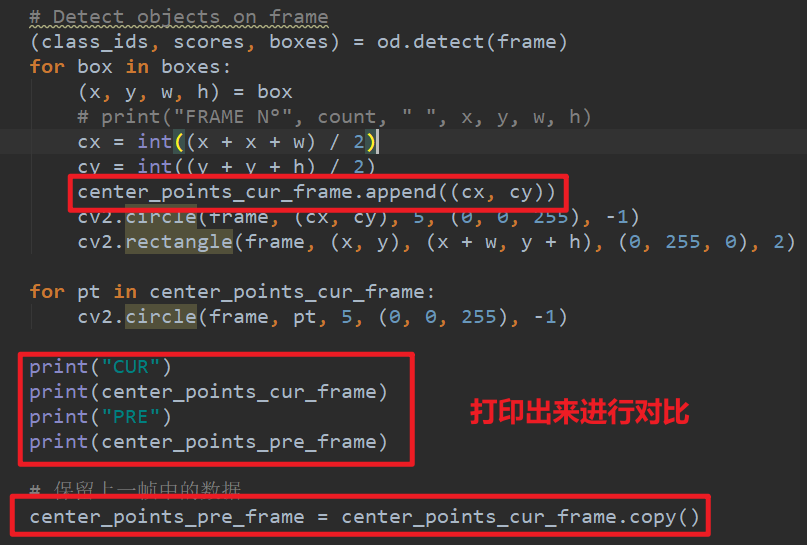 # Detect objects on frame
(class_ids, scores, boxes) = od.detect(frame)
for box in boxes:
    (x, y, w, h) = box
    # print("FRAME N°", count, " ", x, y, w, h)
    cx = int((x + x + w) / 2)
    cy = int((y + y + h) / 2)
    center_points_cur_frame.append((cx, cy))
    cv2.circle(frame, (cx, cy), 5, (0, 0, 255), -1)
    cv2.rectangle(frame, (x, y), (x + w, y + h), (0, 255, 0), 2)
for pt in center_points_cur_frame:
    cv2.circle(frame, pt, 5, (0, 0, 255), -1)
print("CUR")
print(center_points_cur_frame)
print("PRE")
print(center_points_pre_frame)
打印出来进行对比
# 保留上一帧中的数据
center_points_pre_frame = center_points_cur_frame.copy()